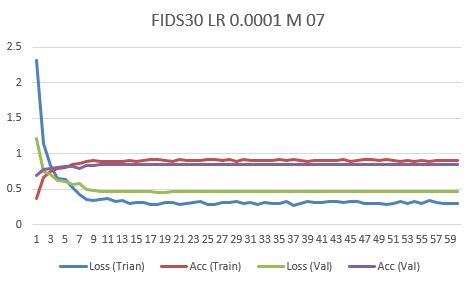 FIDS30 LR 0.0001 M 07
2.5
2
1.5
1
0.5
0
1 3 5 7 9 11 13 15 17 19 21 23 25 27 29 31 33 35 37 39 41 43 45 47 49 51 53 55 57 59
Loss (Trian) Acc (Train) Loss (Val) Acc (Val)